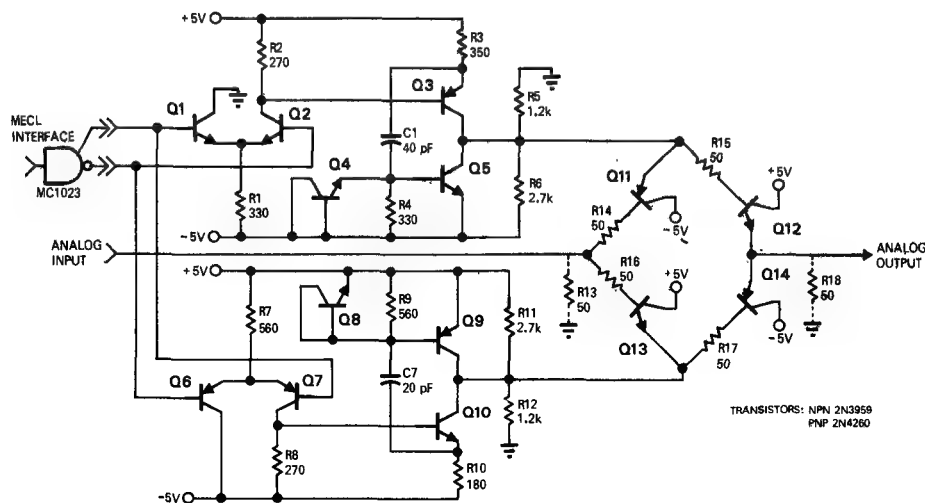 +5V
R2
270
R3
350
Q3
R5
1.2k
Q1
Q2
MECL
INTERFACE
MC1023
C1
40 pF
R15
50
Q4
Q5
Q11
+5V
R1
330
R4
330
R6
2.7k
R14
50
-5V
Q12
-5V
ANALOG
INPUT
ANALOG
OUTPUT
R16
50
+5V
Q14
+5V
R13
50
R18
50
R7
560
Q8
R9
560
Q9
R11
2.7k
Q13
R17
50
-5V
Q6
Q7
C7
20 pF
Q10
R12
1.2k
TRANSISTORS: NPN 2N3959
PNP 2N4260
R8
270
R10
180
-5V